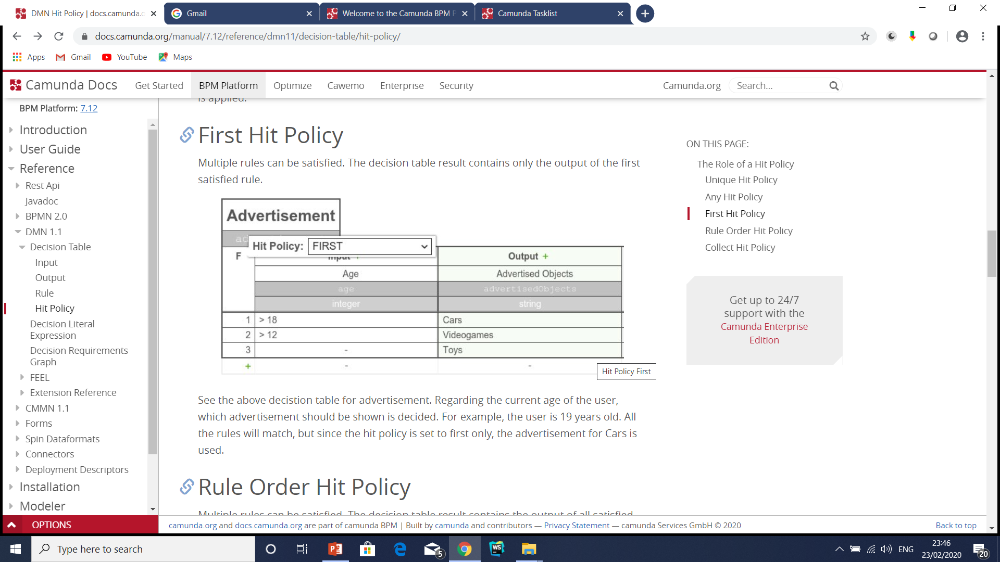 DMN Hit Policy | docs.camunda.o
Gmail
Welcome to the Camunda BPM P
Camunda Tasklist
docs.camunda.org/manual/7.12/reference/dmn11/decision-table/hit-policy/
Apps
Gmail
YouTube
Maps
Camunda Docs
Get Started
BPM Platform
Optimize
Cawemo
Enterprise
Security
Camunda.org
Search...
BPM Platform: 7.12
Introduction
User Guide
Reference
Rest Api
Javadoc
BPMN 2.0
DMN 1.1
Decision Table
Input
Output
Rule
Hit Policy
Decision Literal
Expression
Decision Requirements
Graph
FEEL
Extension Reference
CMMN 1.1
Forms
Spin Dataformats
Connectors
Deployment Descriptors
Installation
Modeler
OPTIONS
is applied.
First Hit Policy
Multiple rules can be satisfied. The decision table result contains only the output of the first
satisfied rule.
Advertisement
Hit Policy: FIRST
F
Input +
Output +
Age
Advertised Objects
age
advertisedObjects
integer
string
1 > 18 Cars
2 > 12 Videogames
3 - Toys
+ - -
Hit Policy First
See the above decistion table for advertisement. Regarding the current age of the user,
which advertisement should be shown is decided. For example, the user is 19 years old. All
the rules will match, but since the hit policy is set to first only, the advertisement for Cars is
used.
Rule Order Hit Policy
Multiple rules can be satisfied. The decision table result contains the output of all satisfied
ON THIS PAGE:
The Role of a Hit Policy
Unique Hit Policy
Any Hit Policy
First Hit Policy
Rule Order Hit Policy
Collect Hit Policy
Get up to 24/7
support with the
Camunda Enterprise
Edition
camunda.org and docs.camunda.org are part of camunda BPM | Built by camunda and contributors — Privacy Statement — camunda Services GmbH © 2020
Back to top
Type here to search
5
WS
ENG
23:46
23/02/2020
20